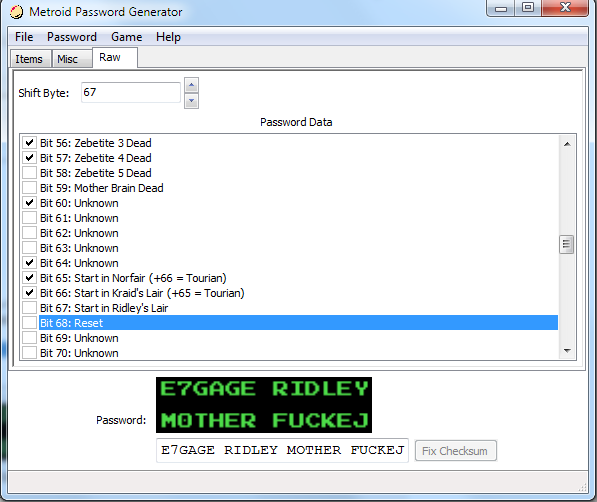 Metroid Password Generator
File Password Game Help
Items Misc Raw
Shift Byte: 67
Password Data
Bit 56: Zebetite 3 Dead
Bit 57: Zebetite 4 Dead
Bit 58: Zebetite 5 Dead
Bit 59: Mother Brain Dead
Bit 60: Unknown
Bit 61: Unknown
Bit 62: Unknown
Bit 63: Unknown
Bit 64: Unknown
Bit 65: Start in Norfair (+66 = Tourian)
Bit 66: Start in Kraid's Lair (+65 = Tourian)
Bit 67: Start in Ridley's Lair
Bit 68: Reset
Bit 69: Unknown
Bit 70: Unknown
E7GAGE RIDLEY
MOTHER FUCKEJ
Password:
E7GAGE RIDLEY MOTHER FUCKEJ Fix Checksum